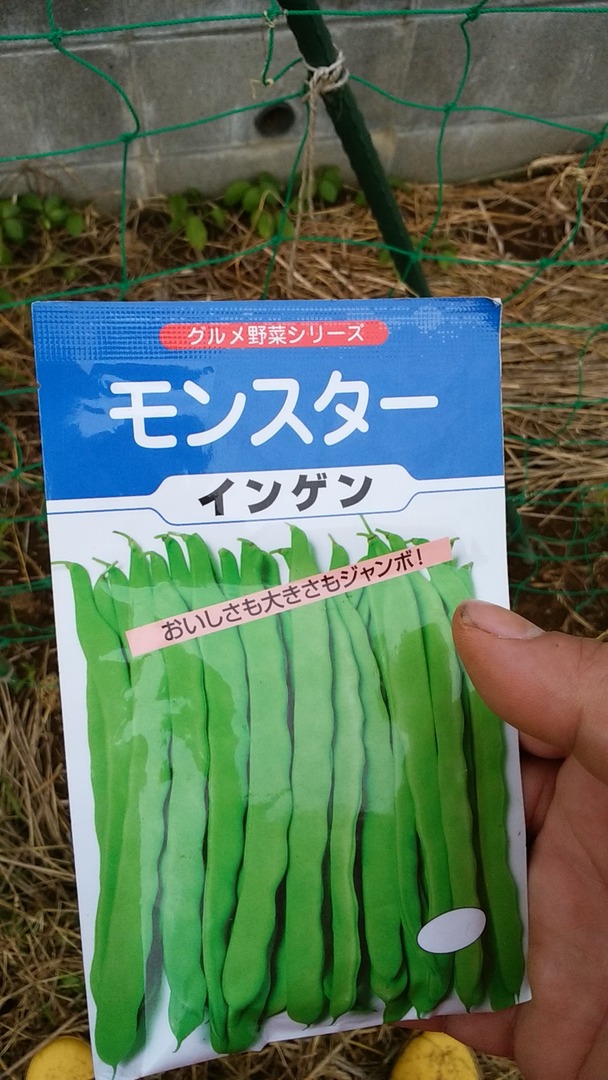 グルメ野菜シリーズ
モンスター
インゲン
おいしさも大きさもジャンボ!